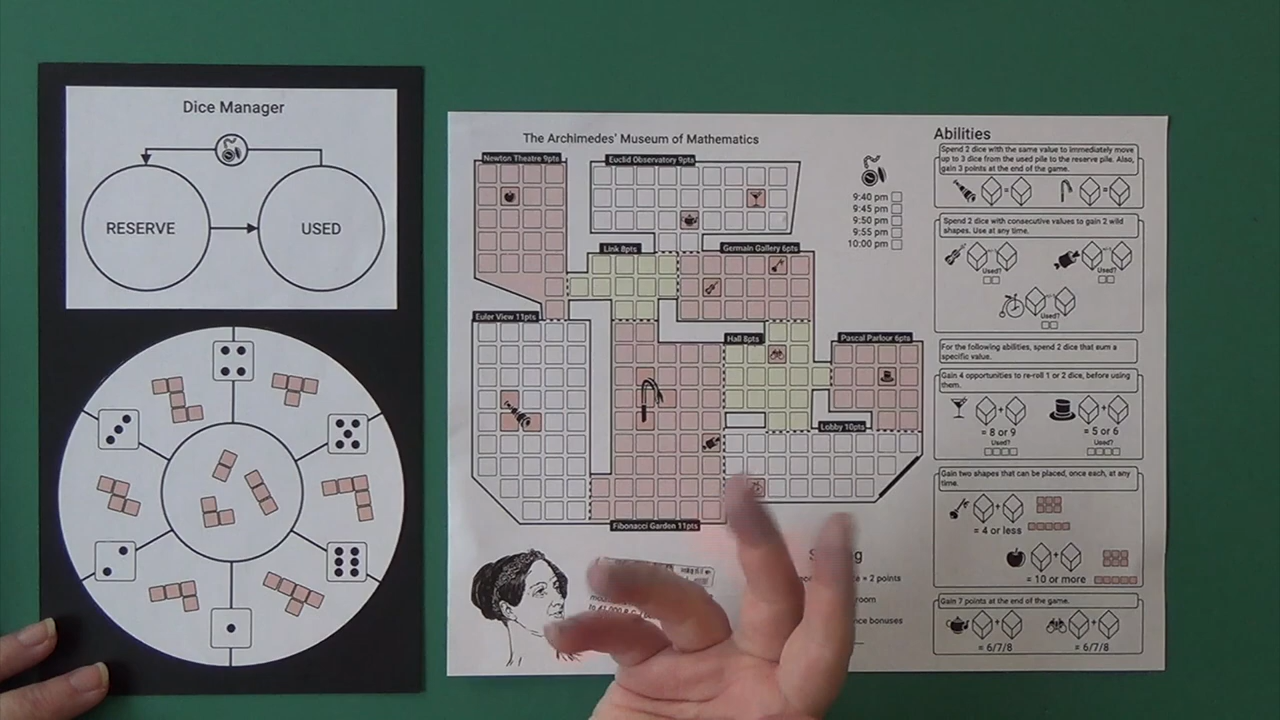 Dice Manager
RESERVE
USED
The Archimedes' Museum of Mathematics
Newton Theatre 9pts
Euclid Observatory 9pts
9:40 pm
9:45 pm
9:50 pm
9:55 pm
10:00 pm
Link 8pts
Germain Gallery 6pts
Euler View 11pts
Hall 8pts
Pascal Parlour 6pts
Lobby 10pts
Fibonacci Garden 11pts
= 2 points
room
bonuses
Abilities
Spend 2 dice with the same value to immediately move
up to 3 dice from the used pile to the reserve pile. Also,
gain 3 points at the end of the game.
=
=
Spend 2 dice with consecutive values to gain 2 wild
shapes. Use at any time.
Used?
Used?
Used?
For the following abilities, spend 2 dice that sum a
specific value.
Gain 4 opportunities to re-roll 1 or 2 dice, before using
them.
+
+
= 8 or 9
= 5 or 6
Used?
Used?
Gain two shapes that can be placed, once each, at any
time.
+
= 4 or less
+
= 10 or more
Gain 7 points at the end of the game.
+
+
= 6/7/8
= 6/7/8